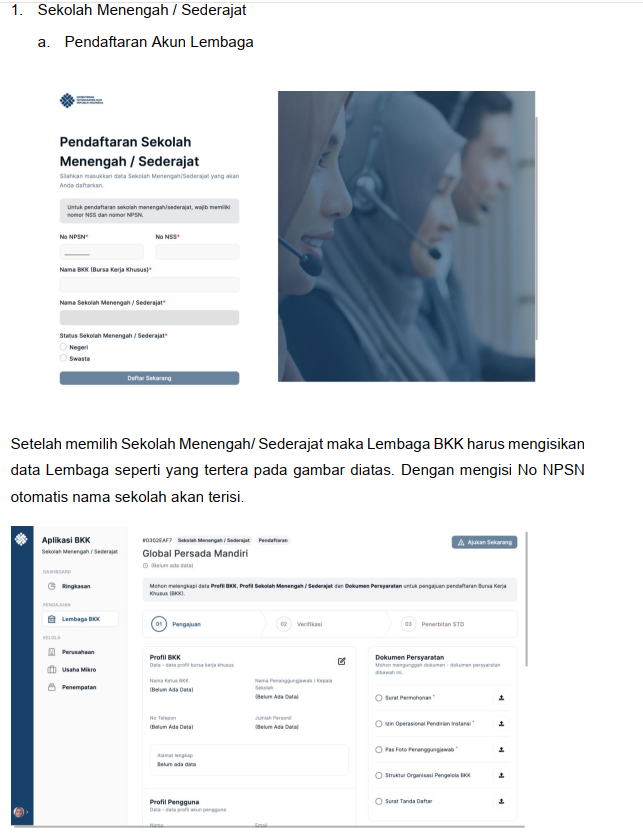 1. Sekolah Menengah / Sederajat
a. Pendaftaran Akun Lembaga
KEMENTERIAN
KETENAGAKERJAAN
REPUBLIK INDONESIA
Pendaftaran Sekolah
Menengah / Sederajat
Silahkan masukkan data Sekolah Menengah/Sederajat yang akan
Anda daftarkan.
Untuk pendaftaran sekolah menengah/sederajat, wajib memiliki
nomor NSS dan nomor NPSN.
No NPSN* No NSS*
Nama BKK (Bursa Kerja Khusus)*
Nama Sekolah Menengah / Sederajat*
Status Sekolah Menengah / Sederajat*
Negeri
Swasta
Daftar Sekarang
Setelah memilih Sekolah Menengah/ Sederajat maka Lembaga BKK harus mengisikan
data Lembaga seperti yang tertera pada gambar diatas. Dengan mengisi No NPSN
otomatis nama sekolah akan terisi.
Aplikasi BKK
Sekolah Menengah / Sederajat
DASHBOARD
Ringkasan
PENGAJUAN
Lembaga BKK
KELOLA
Perusahaan
Usaha Mikro
Penempatan
#0302EAF7 Sekolah Menengah / Sederajat Pendaftaran
Global Persada Mandiri
(Belum ada data)
Ajukan Sekarang
Mohon melengkapi data Profil BKK, Profil Sekolah Menengah / Sederajat dan Dokumen Persyaratan untuk pengajuan pendaftaran Bursa Kerja
Khusus (BKK).
01 Pengajuan 02 Verifikasi 03 Penerbitan STD
Profil BKK
Data - data profil bursa kerja khusus
Nama Ketua BKK
(Belum Ada Data)
Nama Penanggungjawab / Kepala
Sekolah
(Belum Ada Data)
No Telepon
(Belum Ada Data)
Jumlah Personil
(Belum Ada Data)
Alamat lengkap
Belum ada data
Profil Pengguna
Data - data profil akun pengguna
Nama Email
Dokumen Persyaratan
Mohon mengunggah dokumen - dokumen persyaratan
dibawah ini.
Surat Permohonan *
Izin Operasional Pendirian Instansi *
Pas Foto Penanggungjawab *
Struktur Organisasi Pengelola BKK
Surat Tanda Daftar